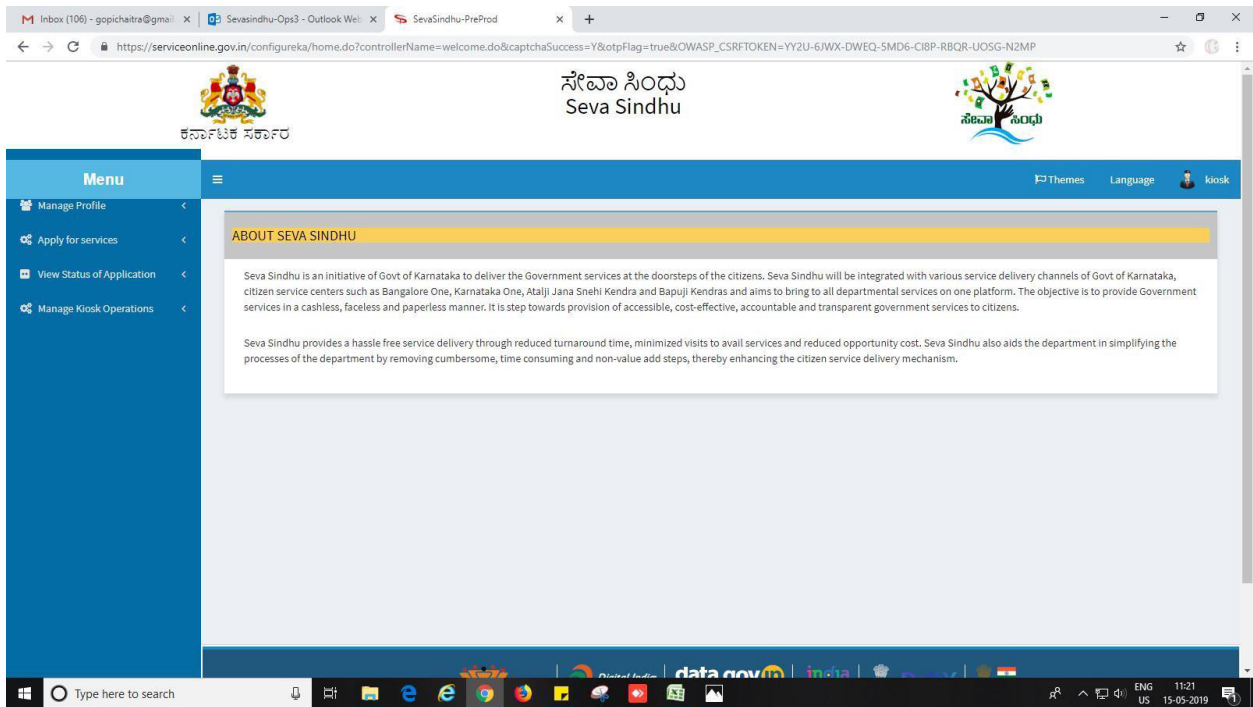 Inbox (106) - gopichaitra@gmail
Sevasindhu-Ops3 - Outlook Web
SevaSindhu-PreProd
https://serviceonline.gov.in/configureka/home.do?controllerName=welcome.do&captchaSuccess=Y&otpFlag=true&OWASP_CSRFTOKEN=YY2U-6JWX-DWEQ-5MD6-CI8P-RBQR-UOSG-N2MP
ಕರ್ನಾಟಕ ಸರ್ಕಾರ
ಸೇವಾ ಸಿಂಧು
Seva Sindhu
ಸೇವಾ ಸಿಂಧು
Menu
Themes Language kiosk
Manage Profile
Apply for services
View Status of Application
Manage Kiosk Operations
ABOUT SEVA SINDHU
Seva Sindhu is an initiative of Govt of Karnataka to deliver the Government services at the doorsteps of the citizens. Seva Sindhu will be integrated with various service delivery channels of Govt of Karnataka,
citizen service centers such as Bangalore One, Karnataka One, Atalji Jana Snehi Kendra and Bapuji Kendras and aims to bring to all departmental services on one platform. The objective is to provide Government
services in a cashless, faceless and paperless manner. It is step towards provision of accessible, cost-effective, accountable and transparent government services to citizens.
Seva Sindhu provides a hassle free service delivery through reduced turnaround time, minimized visits to avail services and reduced opportunity cost. Seva Sindhu also aids the department in simplifying the
processes of the department by removing cumbersome, time consuming and non-value add steps, thereby enhancing the citizen service delivery mechanism.
Digital India data.gov.in india
Type here to search
ENG 11:21
US 15-05-2019